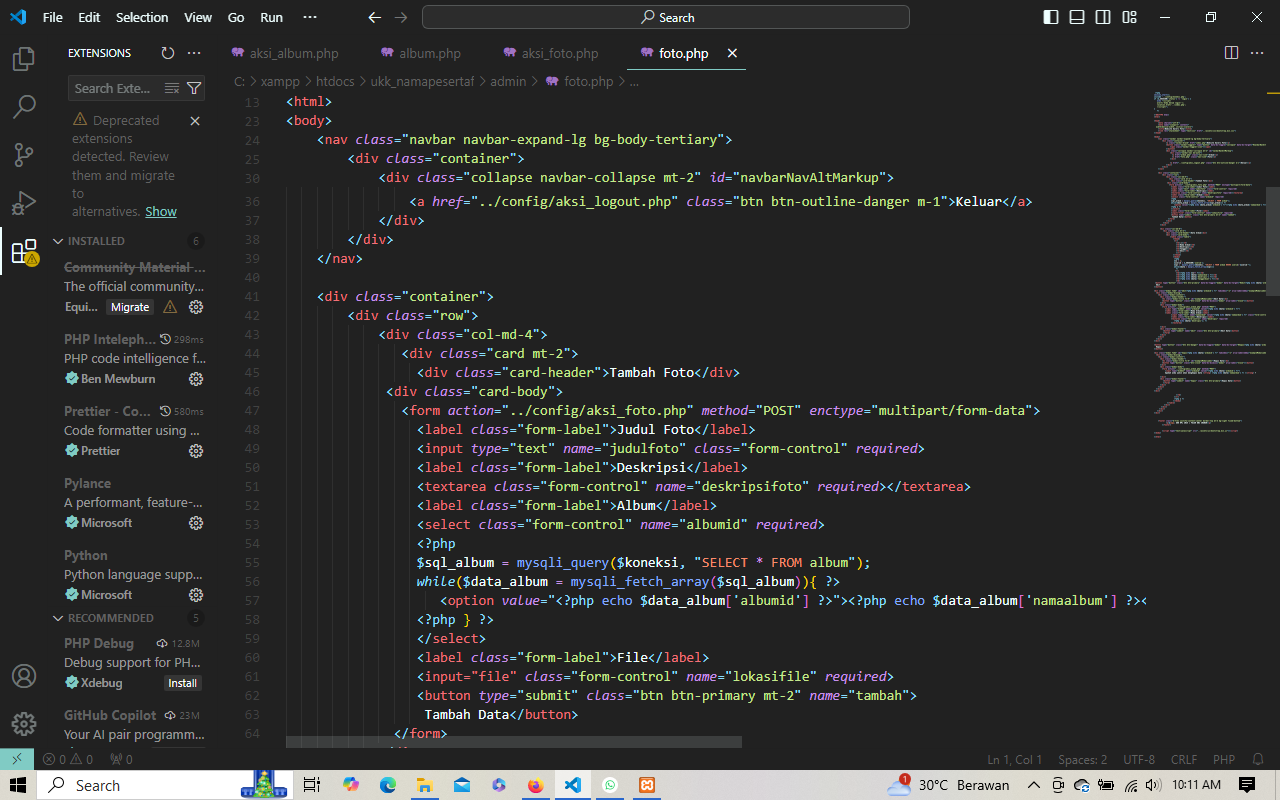 File Edit Selection View Go Run ···
Search
EXTENSIONS
Search Exte...
Deprecated
extensions
detected. Review
them and migrate
to
alternatives. Show
INSTALLED 6
Community Material ...
The official community...
Equi... Migrate
PHP Inteleph... 298ms
PHP code intelligence f...
Ben Mewburn
Prettier - Co... 580ms
Code formatter using ...
Prettier
Pylance
A performant, feature-...
Microsoft
Python
Python language supp...
Microsoft
RECOMMENDED 5
PHP Debug 12.8M
Debug support for PH...
Xdebug Install
GitHub Copilot 23M
Your AI pair programm...
aksi_album.php album.php aksi_foto.php foto.php
C: > xampp > htdocs > ukk_namapesertaf > admin > foto.php > ...
13 <html>
23 <body>
24 <nav class="navbar navbar-expand-lg bg-body-tertiary">
25 <div class="container">
30 <div class="collapse navbar-collapse mt-2" id="navbarNavAltMarkup">
36 <a href="../config/aksi_logout.php" class="btn btn-outline-danger m-1">Keluar</a>
37 </div>
38 </div>
39 </nav>
40
41 <div class="container">
42 <div class="row">
43 <div class="col-md-4">
44 <div class="card mt-2">
45 <div class="card-header">Tambah Foto</div>
46 <div class="card-body">
47 <form action="../config/aksi_foto.php" method="POST" enctype="multipart/form-data">
48 <label class="form-label">Judul Foto</label>
49 <input type="text" name="judulfoto" class="form-control" required>
50 <label class="form-label">Deskripsi</label>
51 <textarea class="form-control" name="deskripsifoto" required></textarea>
52 <label class="form-label">Album</label>
53 <select class="form-control" name="albumid" required>
54 <?php
55 $sql_album = mysqli_query($koneksi, "SELECT * FROM album");
56 while($data_album = mysqli_fetch_array($sql_album)){ ?>
57 <option value="<?php echo $data_album['albumid'] ?>"><?php echo $data_album['namaalbum'] ?><
58 <?php } ?>
59 </select>
60 <label class="form-label">File</label>
61 <input="file" class="form-control" name="lokasifile" required>
62 <button type="submit" class="btn btn-primary mt-2" name="tambah">
63 Tambah Data</button>
64 </form>
0 0 0 Ln 1, Col 1 Spaces: 2 UTF-8 CRLF PHP
Search 1 30°C Berawan 10:11 AM